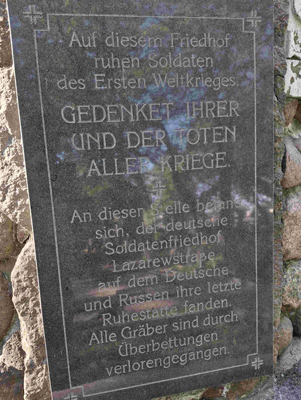 Auf diesem Friedhof
ruhen Soldaten
des Ersten Weltkrieges.
GEDENKET IHRER
UND DER TOTEN
ALLER KRIEGE.
An dieser Stelle befand
sich, der deutsche
Soldatenfriedhof
Lazarewstraße
auf dem Deutsche
und Russen ihre letzte
Ruhestätte fanden.
Alle Gräber sind durch
Überbettungen
verlorengegangen.